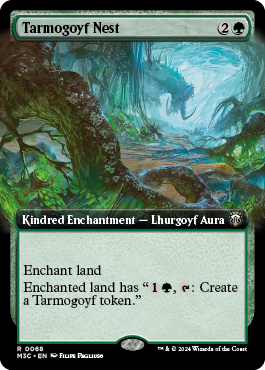 Tarmogoyf Nest 2
Kindred Enchantment — Lhurgoyf Aura
Enchant land
Enchanted land has “1 , : Create
a Tarmogoyf token.”
R 0068
M3C • EN Filipe Pagliuso
™ & © 2024 Wizards of the Coast